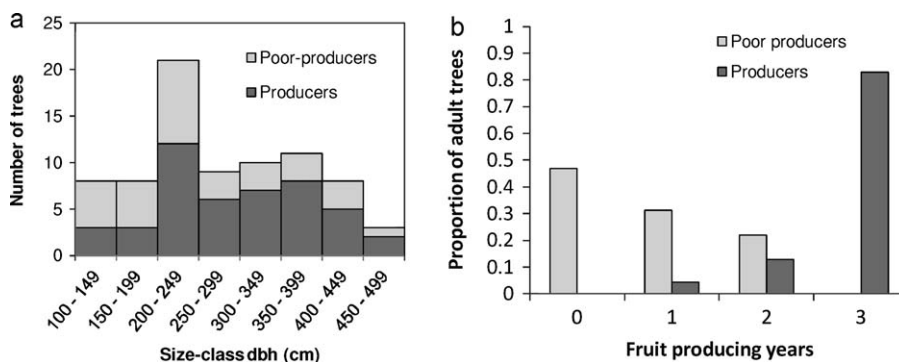 a
25
20
15
10
5
0
Number of trees
Poor-producers
Producers
100 - 149
150 - 199
200 - 249
250 - 299
300 - 349
350 - 399
400 - 449
450 - 499
Size-class dbh (cm)
b
1
0.9
0.8
0.7
0.6
0.5
0.4
0.3
0.2
0.1
0
Proportion of adult trees
Poor producers
Producers
0 1 2 3
Fruit producing years